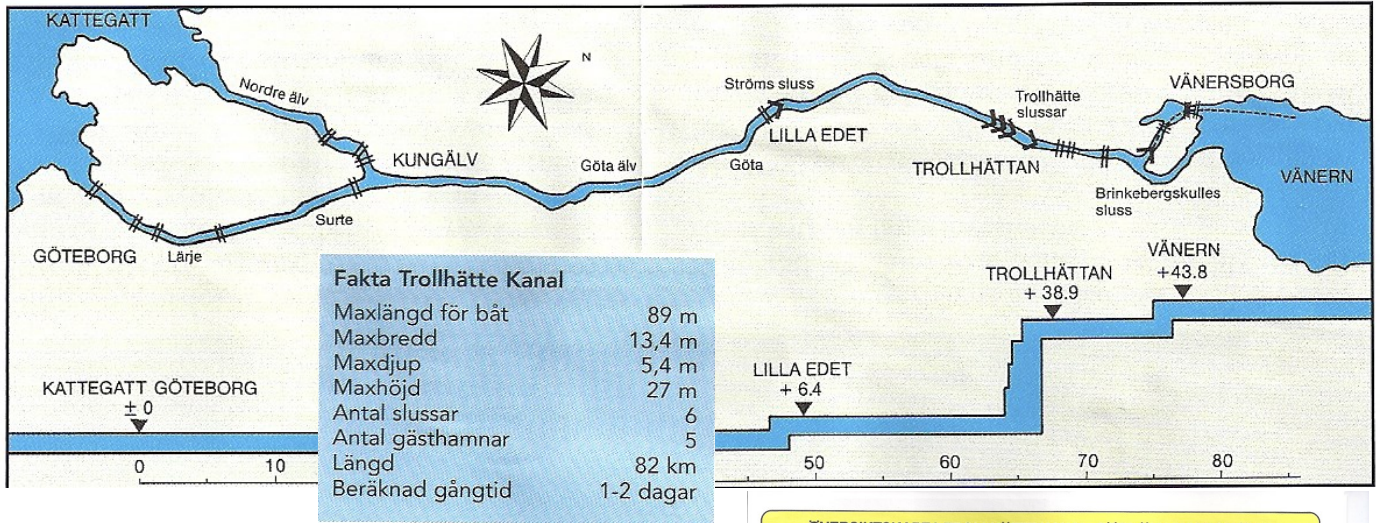 KATTEGATT
N
Nordre älv
Ströms sluss
VÄNERSBORG
Trollhätte
slussar
LILLA EDET
KUNGÄLV
Göta älv
Göta
TROLLHÄTTAN
VÄNERN
Brinkebergskulles
sluss
Surte
GÖTEBORG
Lärje
VÄNERN
+43.8
TROLLHÄTTAN
+ 38.9
Fakta Trollhätte Kanal
Maxlängd för båt 89 m
Maxbredd 13,4 m
Maxdjup 5,4 m
Maxhöjd 27 m
Antal slussar 6
Antal gästhamnar 5
Längd 82 km
Beräknad gångtid 1-2 dagar
LILLA EDET
+ 6.4
KATTEGATT GÖTEBORG
± 0
0 10 50 60 70 80